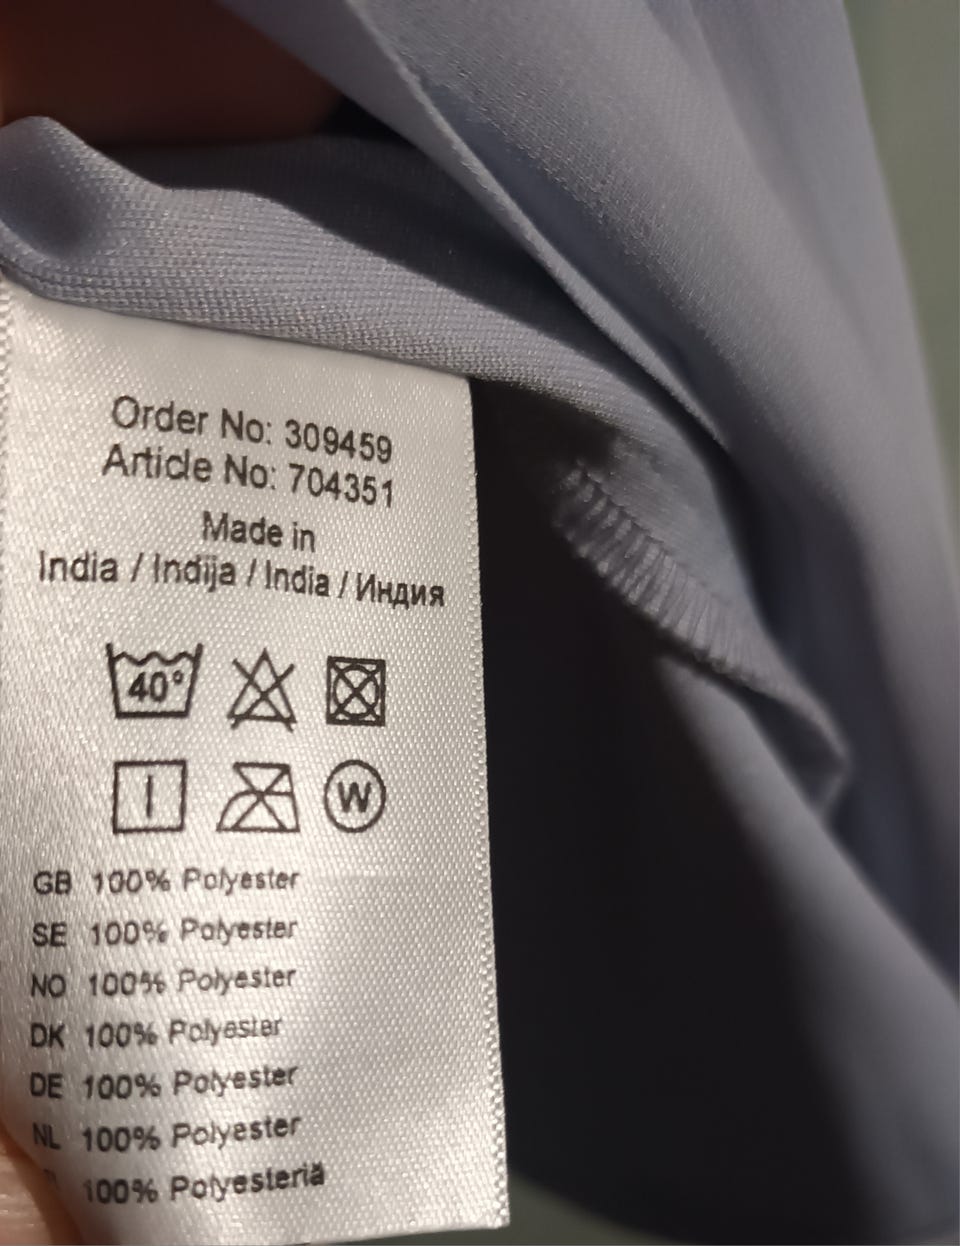 Order No: 309459
Article No: 704351
Made in
India / Indija / India / Индия
40°
W
GB 100% Polyester
SE 100% Polyester
NO 100% Polyester
DK 100% Polyester
DE 100% Polyester
NL 100% Polyester
100% Polyesteriä